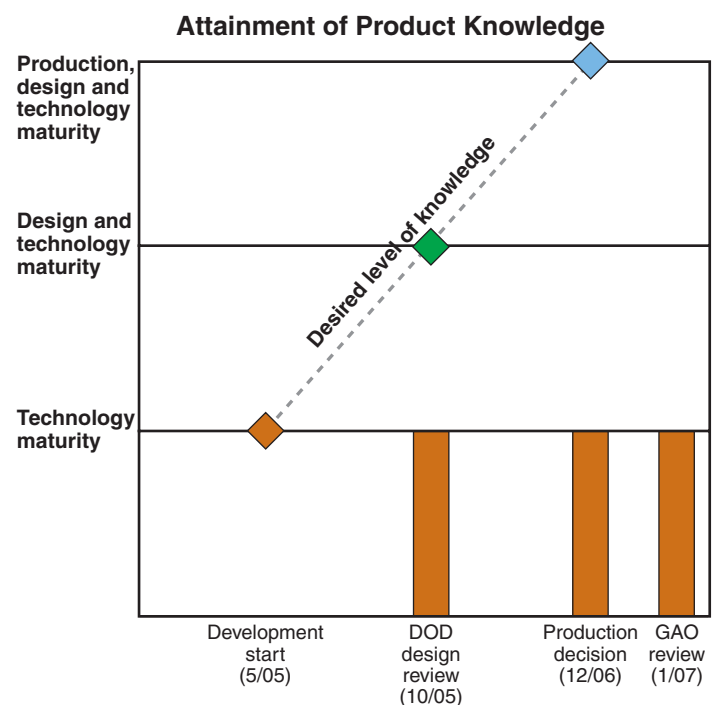 Attainment of Product Knowledge
Production,
design and
technology
maturity
Design and
technology
maturity
Desired level of knowledge
Technology
maturity
Development
start
(5/05)
DOD
design
review
(10/05)
Production
decision
(12/06)
GAO
review
(1/07)